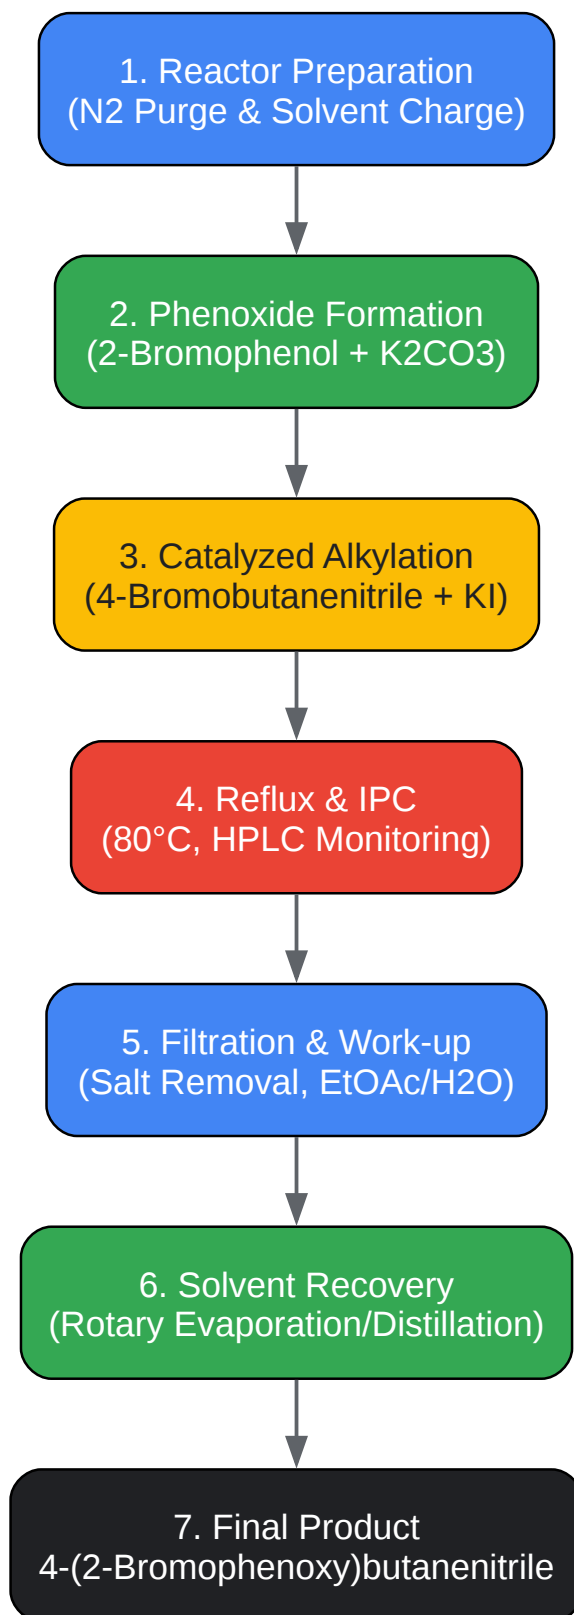 1. Reactor Preparation
(N2 Purge & Solvent Charge)
2. Phenoxide Formation
(2-Bromophenol + K2CO3)
3. Catalyzed Alkylation
(4-Bromobutanenitrile + KI)
4. Reflux & IPC
(80°C, HPLC Monitoring)
5. Filtration & Work-up
(Salt Removal, EtOAc/H2O)
6. Solvent Recovery
(Rotary Evaporation/Distillation)
7. Final Product
4-(2-Bromophenoxy)butanenitrile